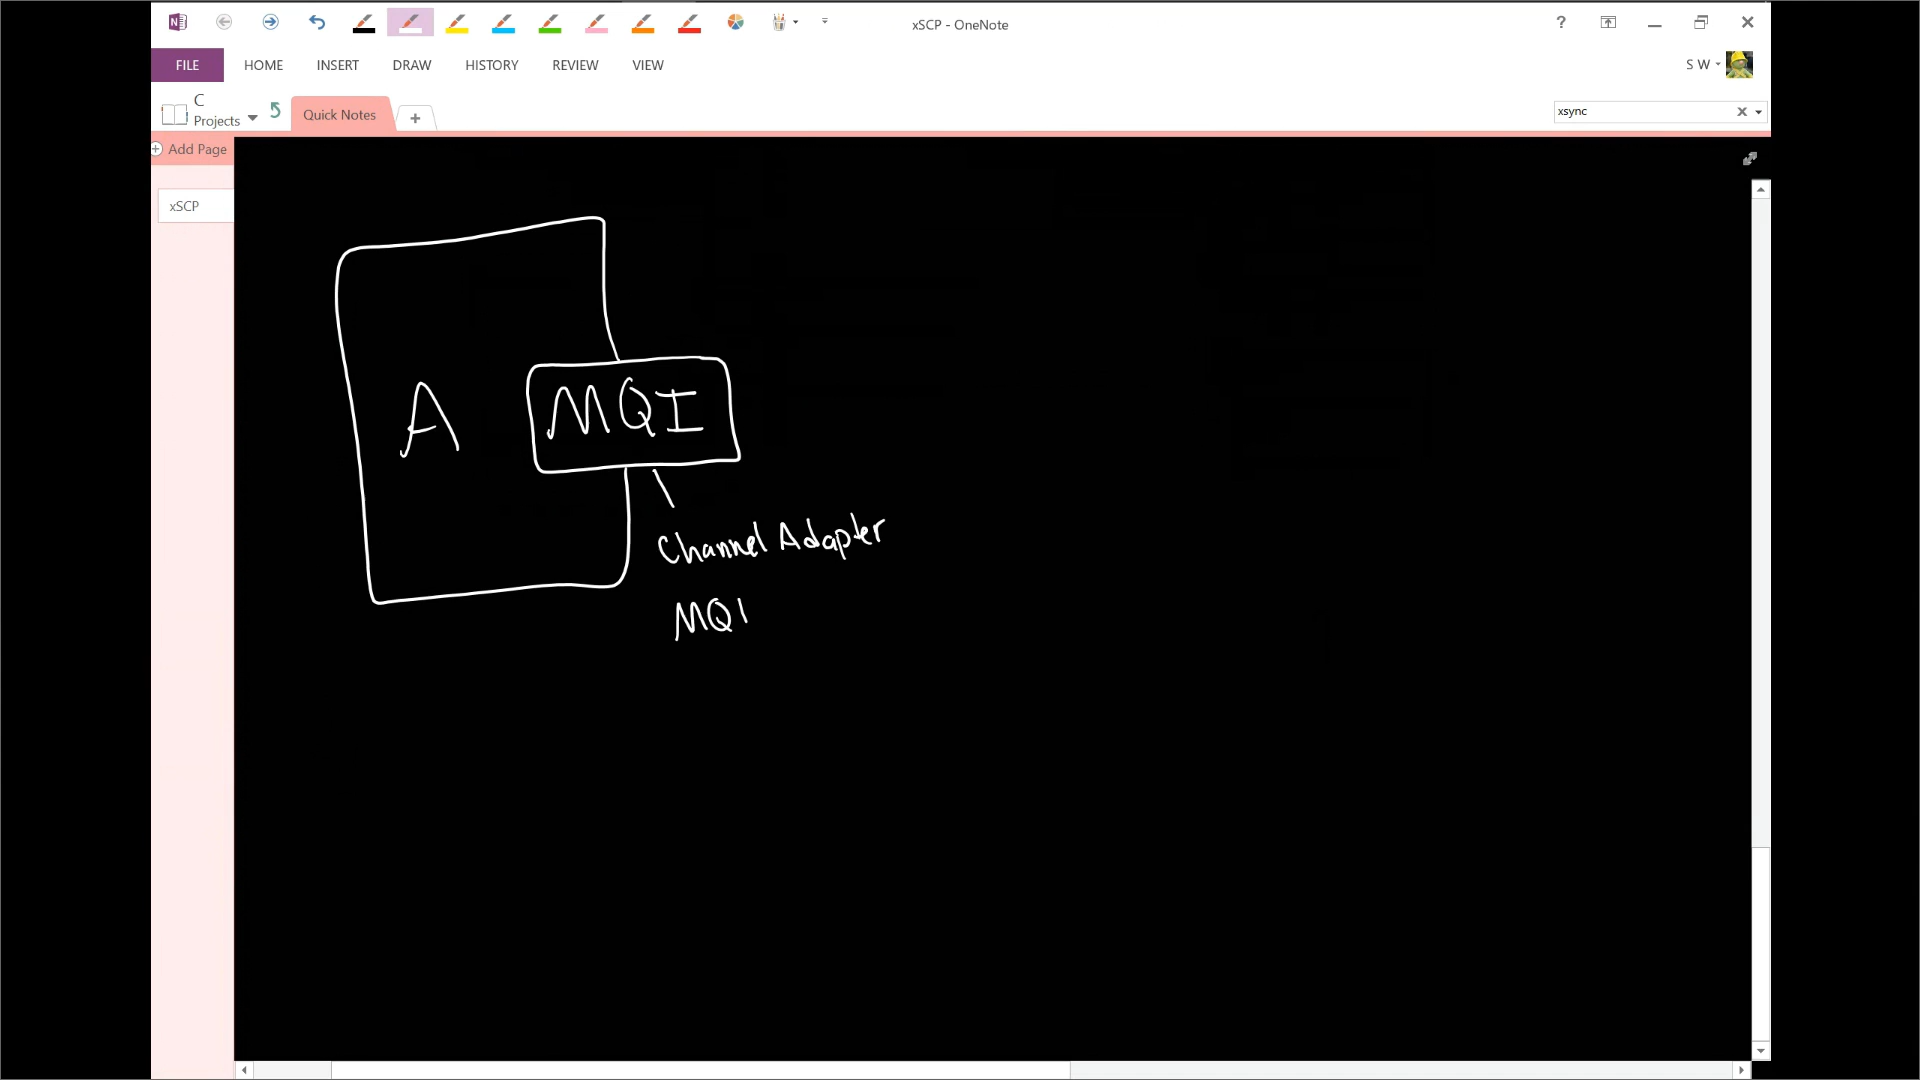 xSCP - OneNote
?
FILE HOME INSERT DRAW HISTORY REVIEW VIEW
S W
C
Projects
Quick Notes
+
xsync
Add Page
xSCP
A
MQI
Channel Adapter
MQI